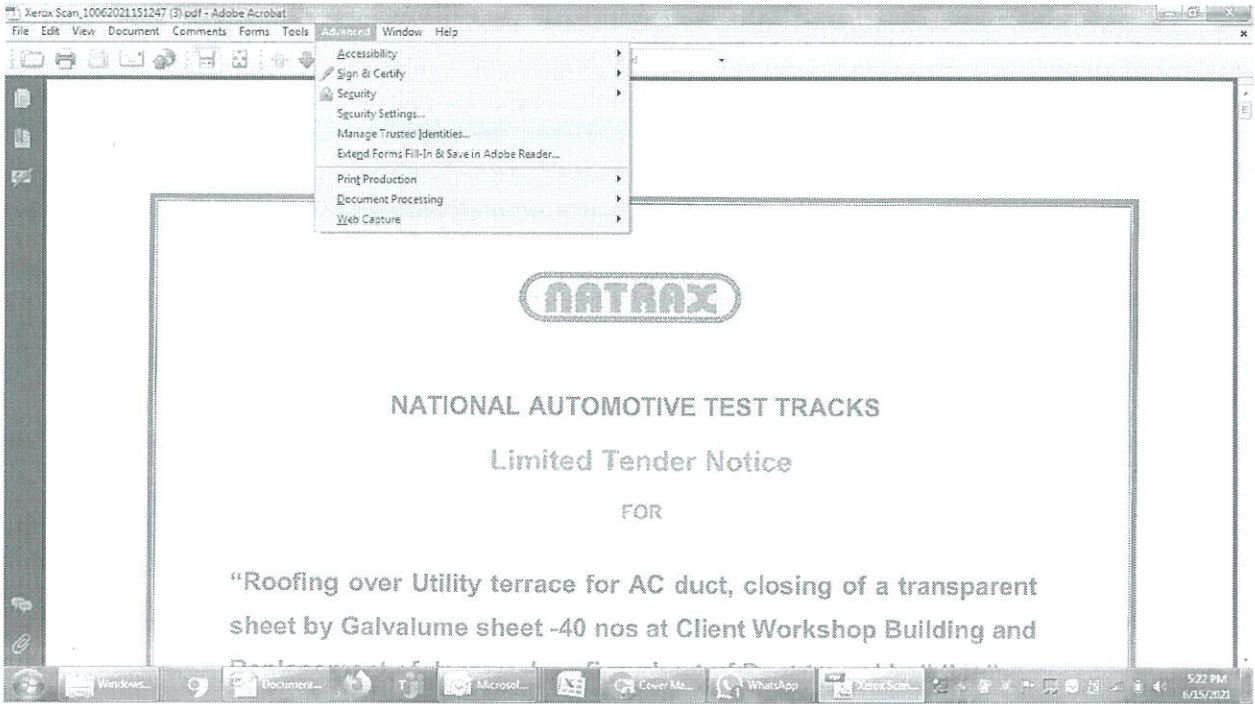 Xerox Scan_10062021151247 (3).pdf - Adobe Acrobat
File Edit View Document Comments Forms Tools Advanced Window Help
Accessibility
Sign & Certify
Security
Security Settings...
Manage Trusted Identities...
Extend Forms Fill-In & Save in Adobe Reader...
Print Production
Document Processing
Web Capture
NATRAX
NATIONAL AUTOMOTIVE TEST TRACKS
Limited Tender Notice
FOR
“Roofing over Utility terrace for AC duct, closing of a transparent
sheet by Galvalume sheet -40 nos at Client Workshop Building and
Windows... Document... Microsof... Cover Ma... WhatsApp Xerox Scan... 5:22 PM
6/15/2021